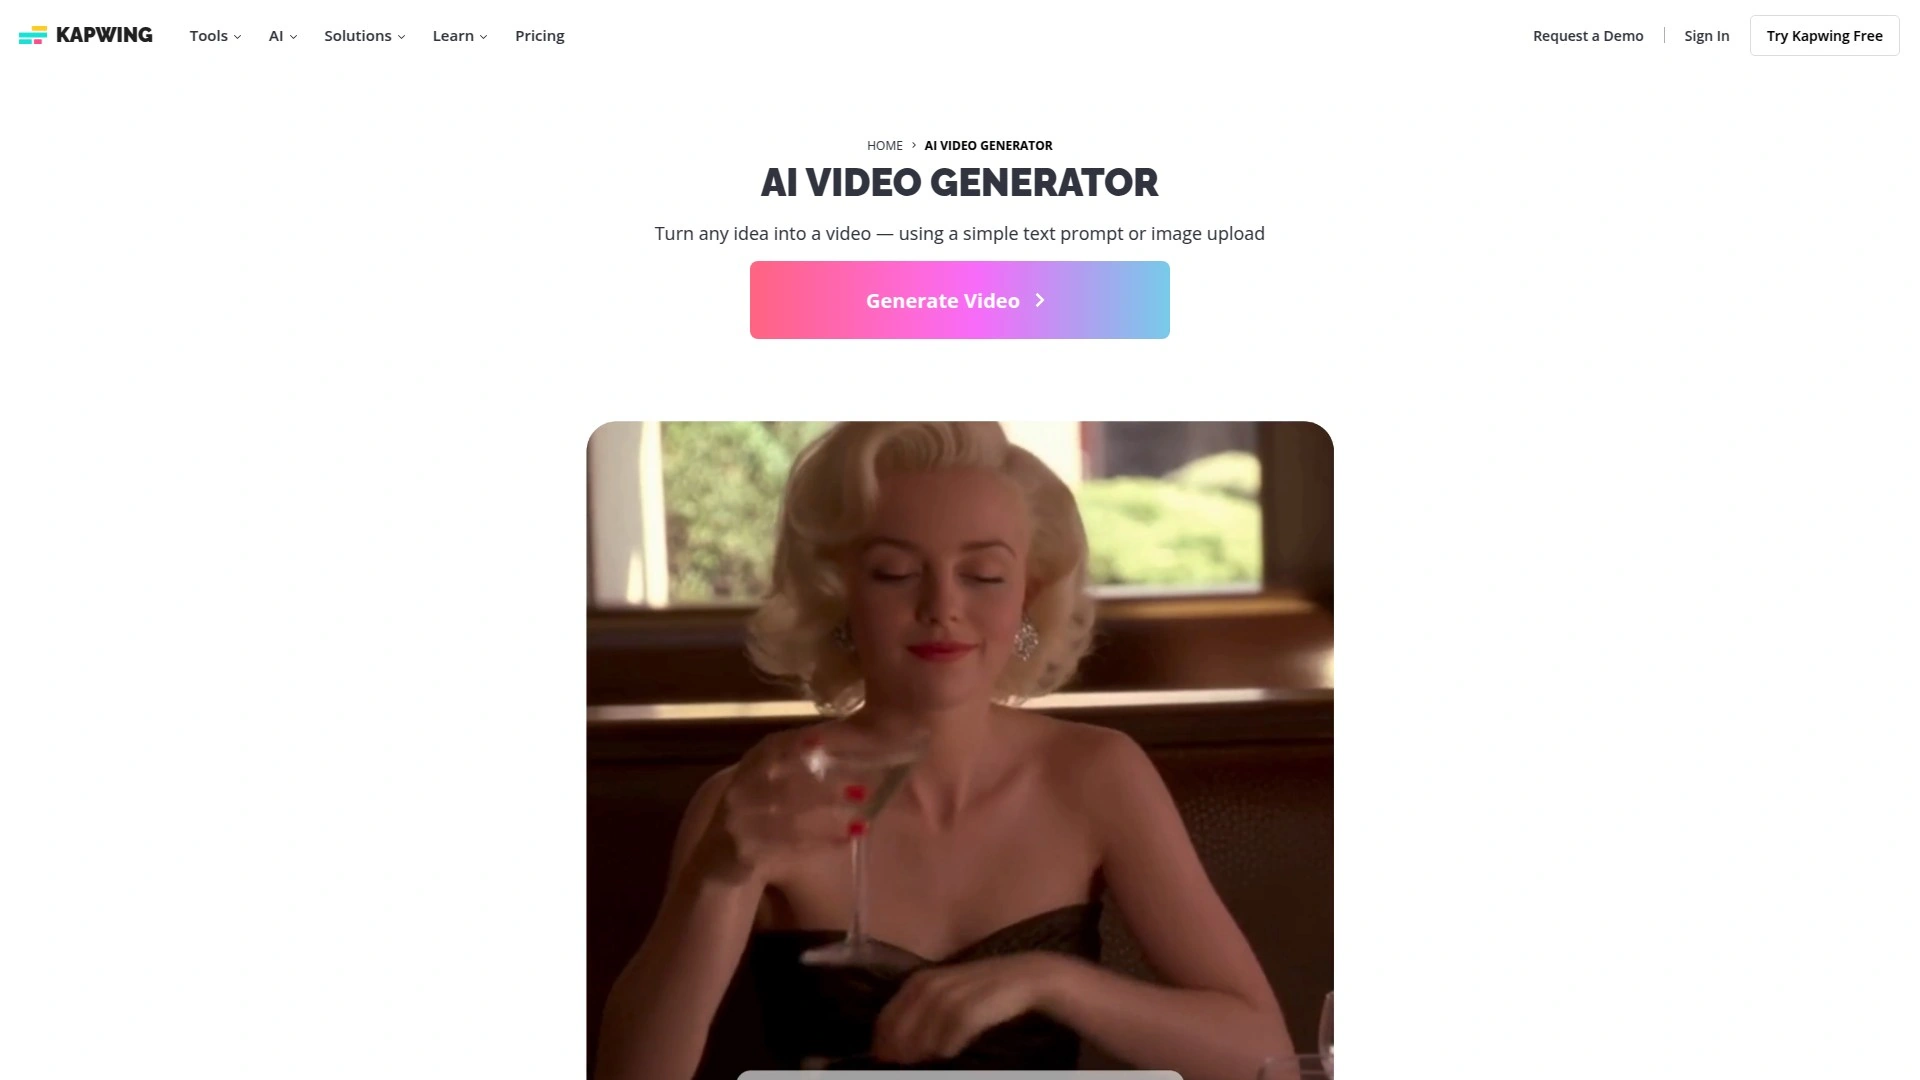 KAPWING
Tools
AI
Solutions
Learn
Pricing
Request a Demo
Sign In
Try Kapwing Free
HOME > AI VIDEO GENERATOR
AI VIDEO GENERATOR
Turn any idea into a video — using a simple text prompt or image upload
Generate Video